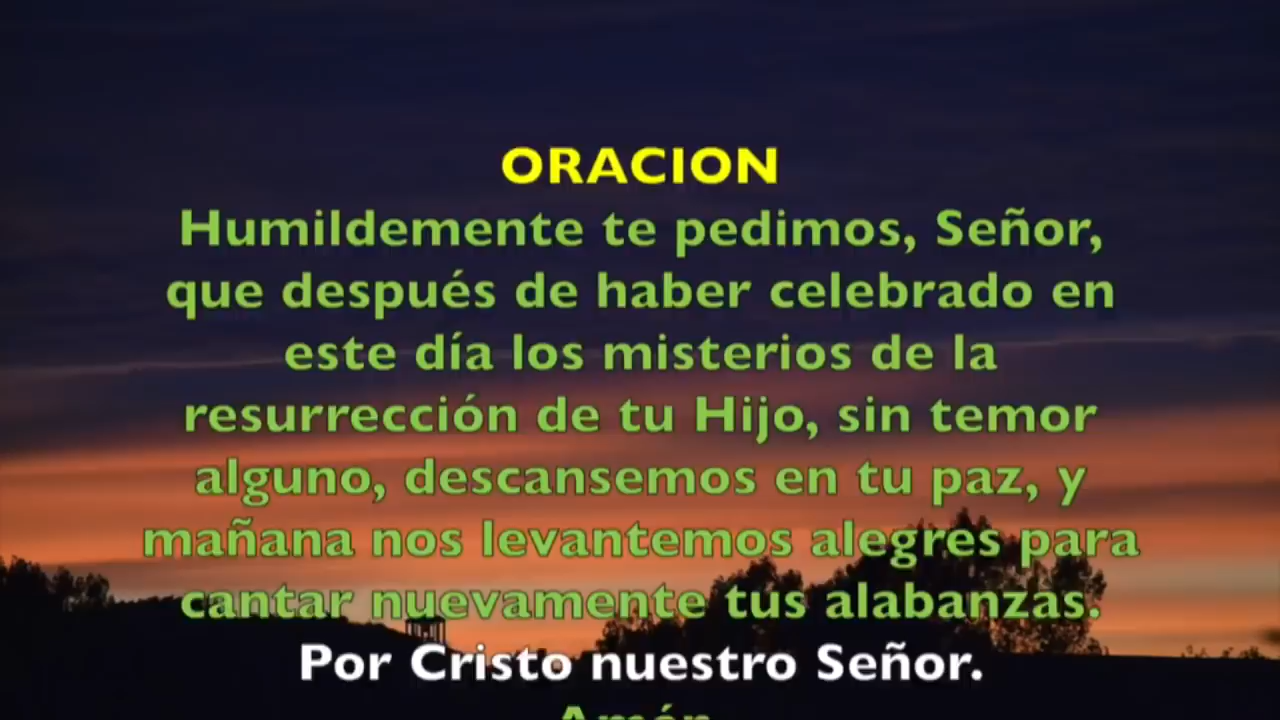 ORACION
Humildemente te pedimos, Señor,
que después de haber celebrado en
este día los misterios de la
resurrección de tu Hijo, sin temor
alguno, descansemos en tu paz, y
mañana nos levantemos alegres para
cantar nuevamente tus alabanzas.
Por Cristo nuestro Señor.
Amén